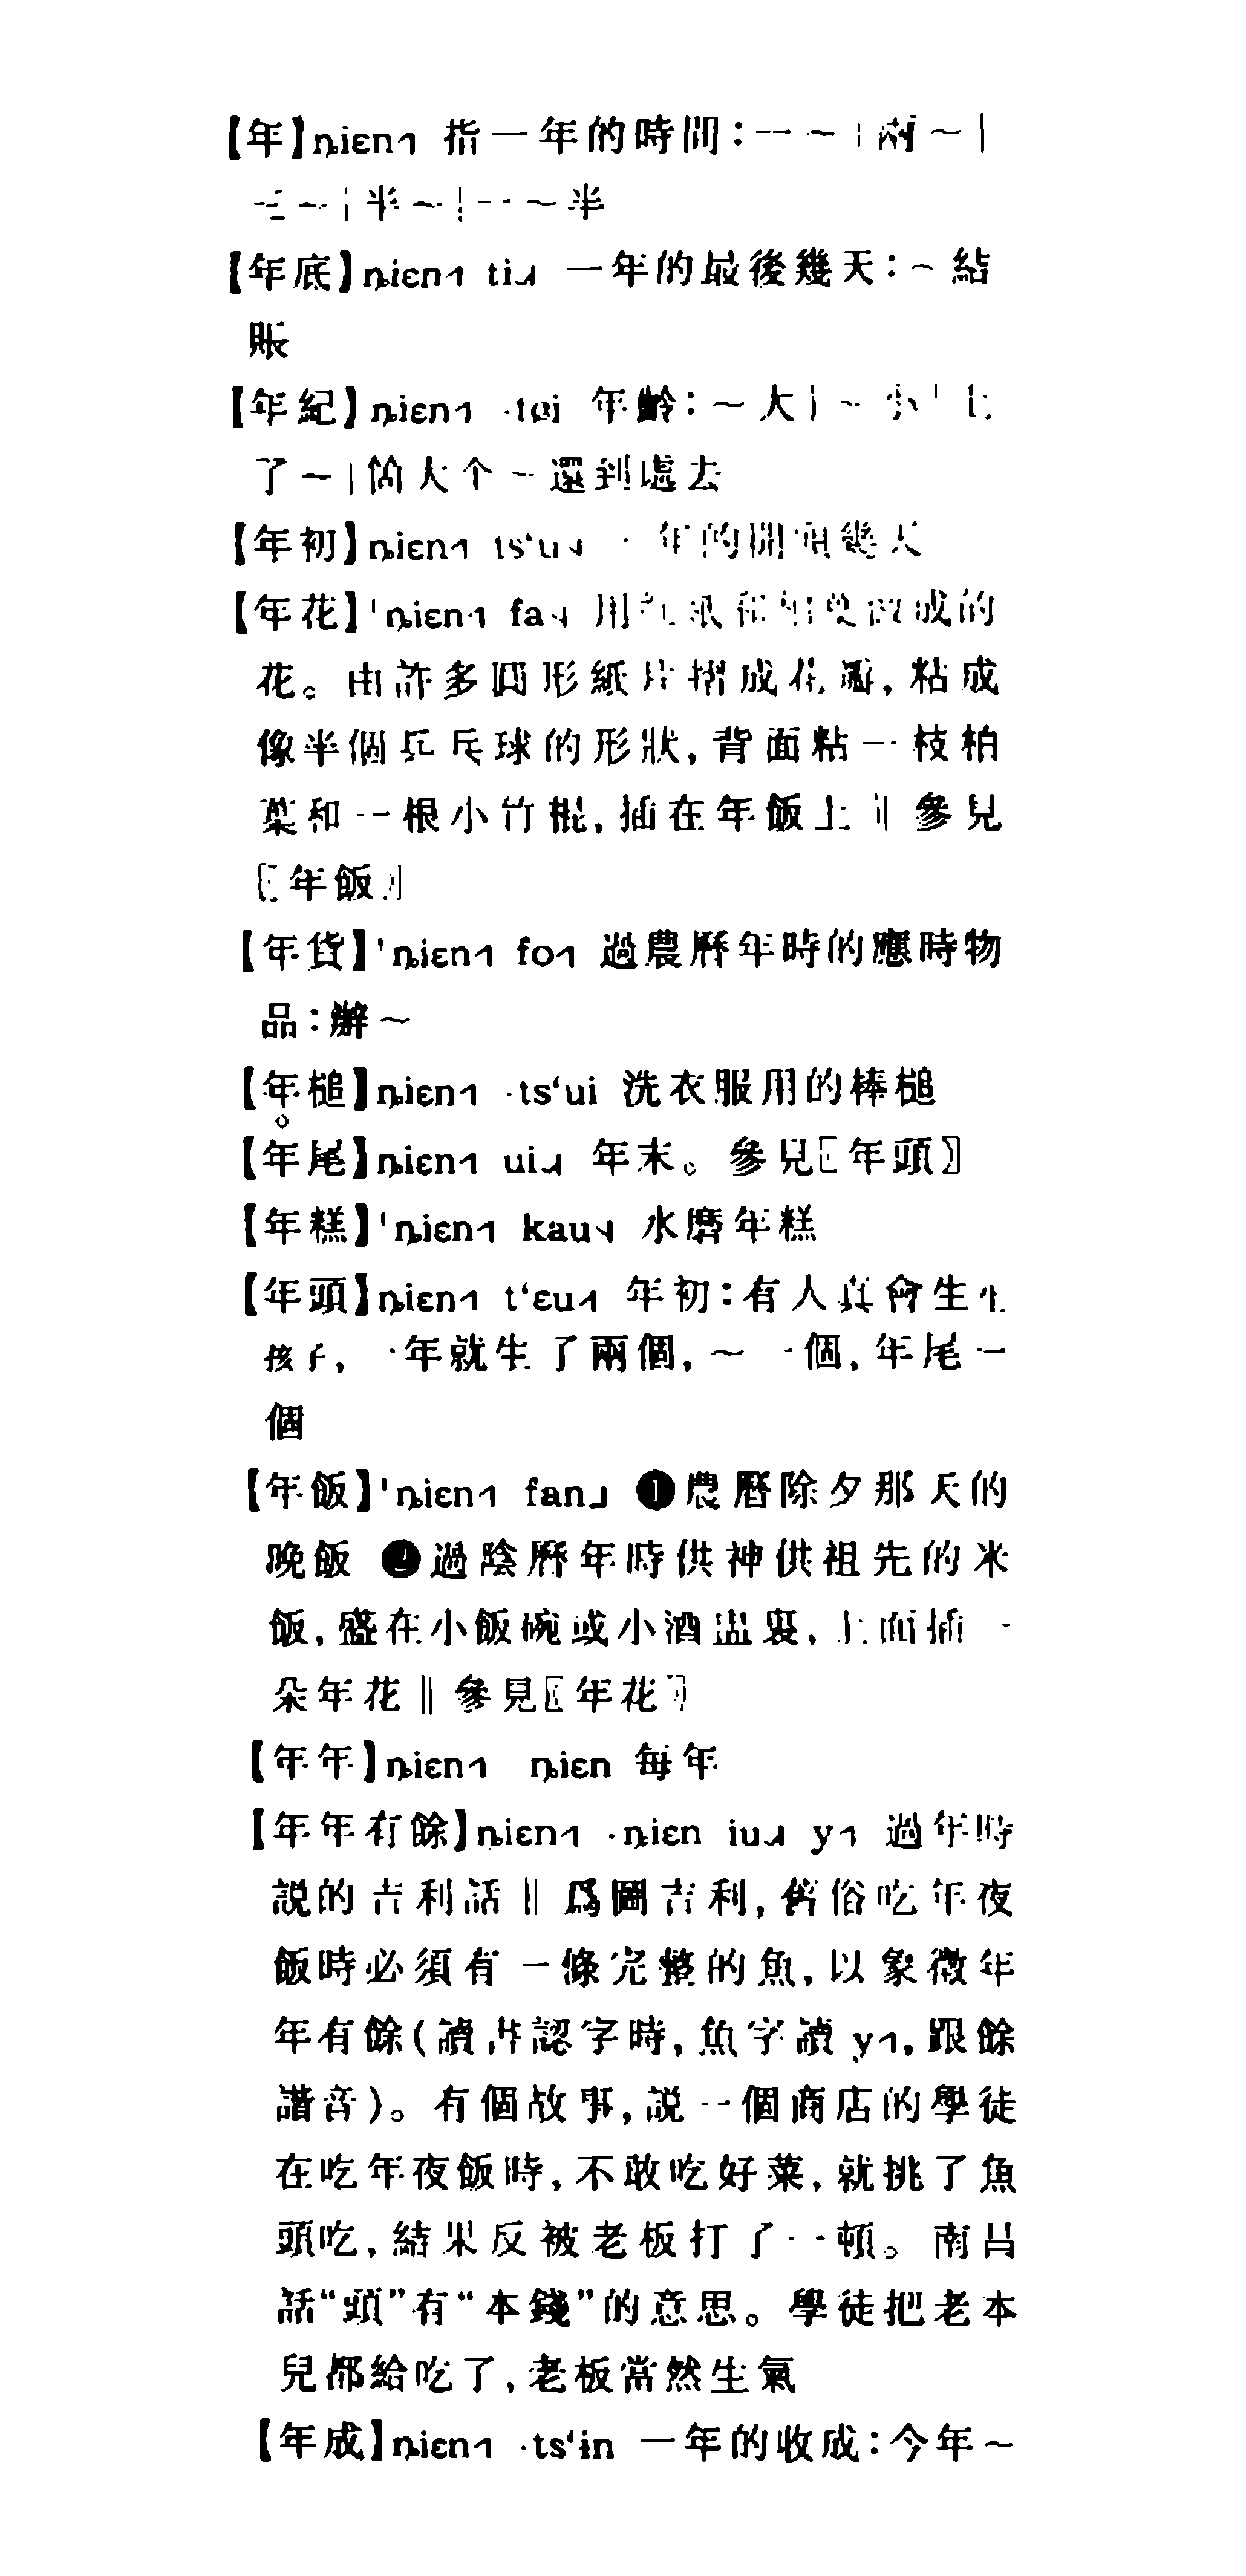 【年】ȵiɛn˧˥ 指一年的時間：一～|兩～|
三～|半～|一～半
【年底】ȵiɛn˧˥ ti˨˩˧ 一年的最後幾天：～結
賬
【年紀】ȵiɛn˧˥ ·tɕi 年齡：～大|～小|上
了～|箇大个～還到處去
【年初】ȵiɛn˧˥ tsʻu 一年的開頭幾天
【年花】ˈȵiɛn˧˥ fa 用紅紙和 成的
花。由許多圓形紙片摺成花瓣，粘成
像半個乒乓球的形狀，背面粘一枝柏
葉和一根小竹棍，插在年飯上‖參見
〖年飯〗
【年貨】ˈȵiɛn˧˥ fo˧˥ 過農曆年時的應時物
品：辦～
【年槌】ȵiɛn˧˥ ·tsʻui 洗衣服用的棒槌
【年尾】ȵiɛn˧˥ ui˨˩˧ 年末。參見〖年頭〗
【年糕】ˈȵiɛn˧˥ kau 水磨年糕
【年頭】ȵiɛn˧˥ tʻɛu˧˥ 年初：有人真會生小
孩子，一年就生了兩個，～一個，年尾一
個
【年飯】ˈȵiɛn˧˥ fan˩ ❶農曆除夕那天的
晚飯 ❷過陰曆年時供神供祖先的米
飯，盛在小飯碗或小酒盅裏，上面插一
朵年花‖參見〖年花〗
【年年】ȵiɛn˧˥ ȵiɛn 每年
【年年有餘】ȵiɛn˧˥ ·ȵiɛn iu˨˩˧ y˧˥ 過年時
説的吉利話‖爲圖吉利，舊俗吃年夜
飯時必須有一條完整的魚，以象徵年
年有餘(讀書認字時，魚字讀 y˧˥，跟餘
諧音)。有個故事，説一個商店的學徒
在吃年夜飯時，不敢吃好菜，就挑了魚
頭吃，結果反被老板打了一頓。南昌
話“頭”有“本錢”的意思。學徒把老本
兒都給吃了，老板當然生氣
【年成】ȵiɛn˧˥ ·tsʻɨn 一年的收成：今年～